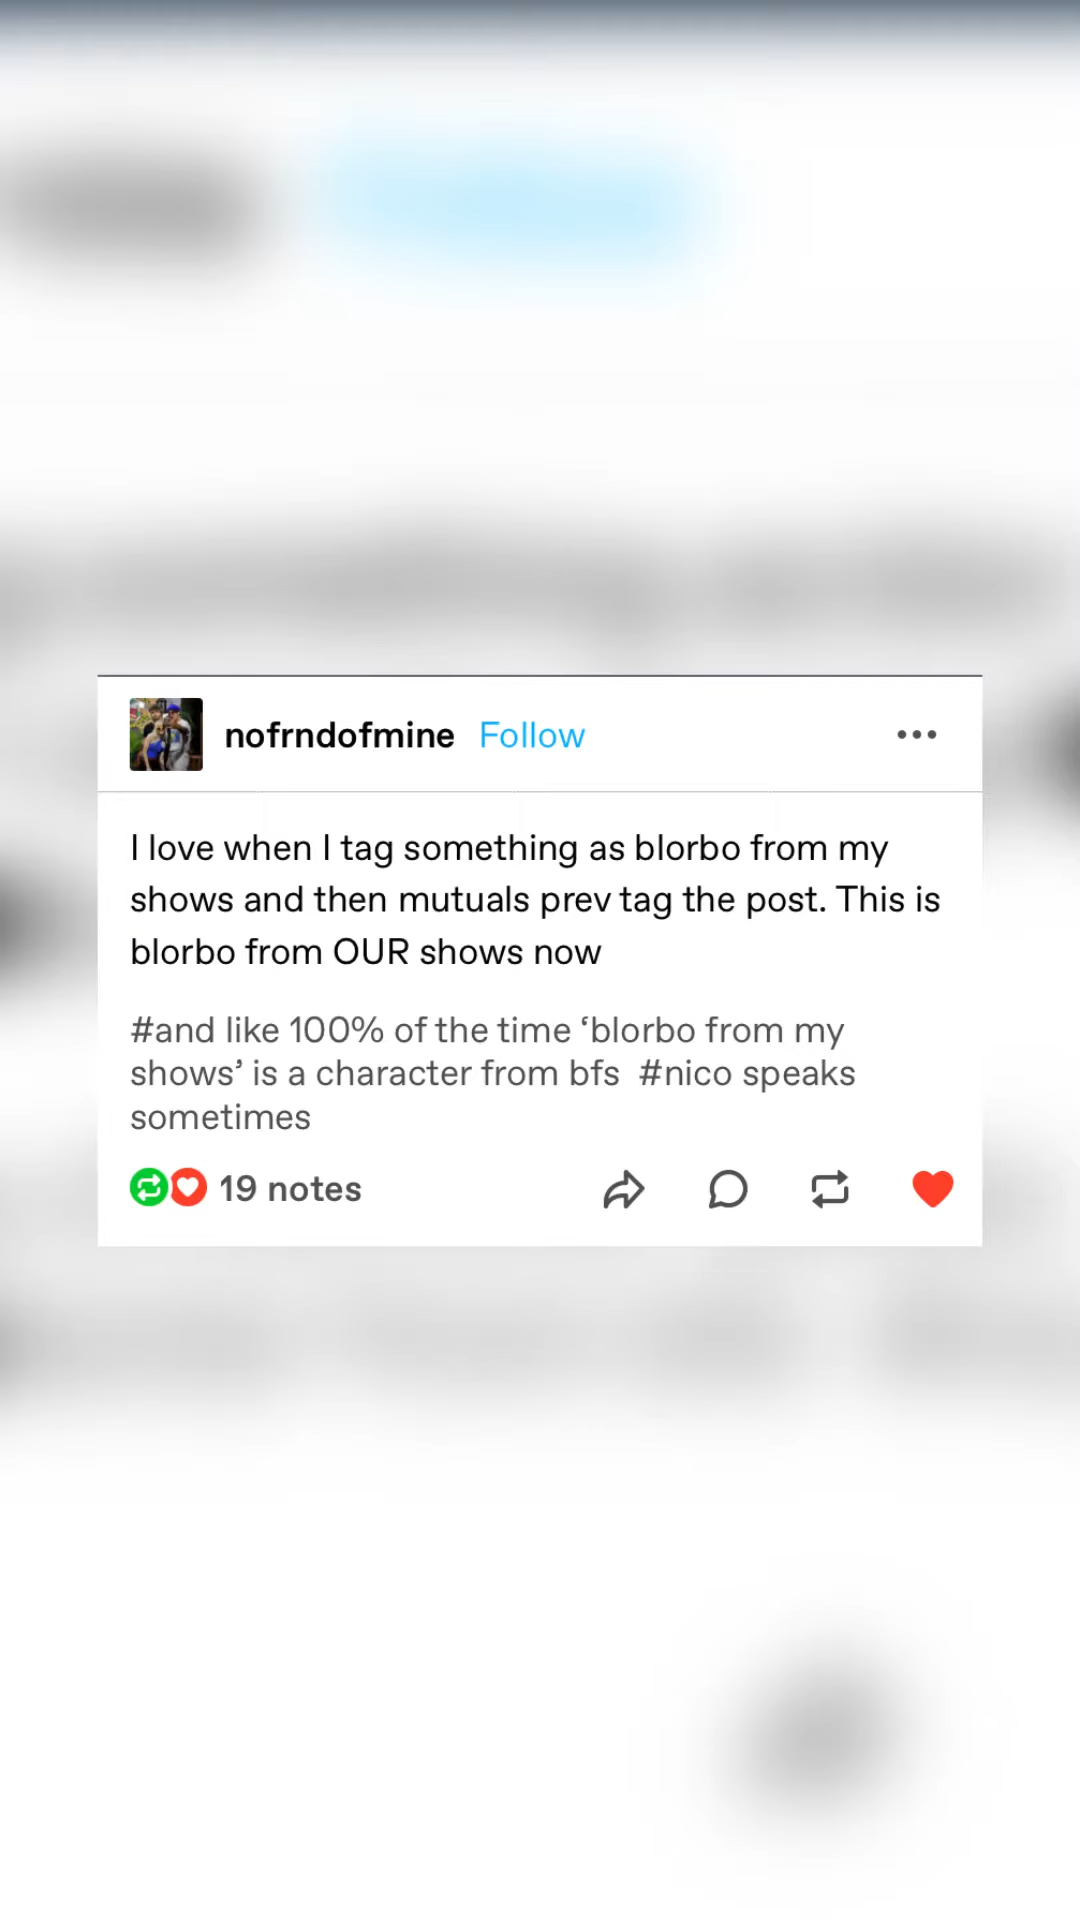 nofrndofmine Follow
I love when I tag something as blorbo from my
shows and then mutuals prev tag the post. This is
blorbo from OUR shows now
#and like 100% of the time ‘blorbo from my
shows’ is a character from bfs #nico speaks
sometimes
19 notes